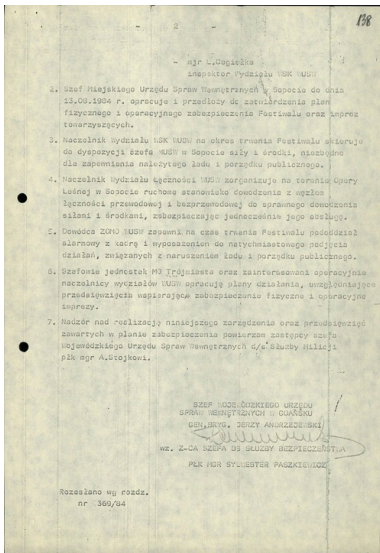 138
- 2 -
- mjr L.Cegiełka
inspektor Wydziału WSK WUSW
2. Szef Miejskiego Urzędu Spraw Wewnętrznych w Sopocie do dnia
13.08.1984 r. opracuje i przedłoży do zatwierdzenia plan
fizycznego i operacyjnego zabezpieczenia Festiwalu oraz imprez
towarzyszących.
3. Naczelnik Wydziału WSK WUSW na okres trwania Festiwalu skieruje
do dyspozycji Szefa MUSW w Sopocie siły i środki, niezbędne
dla zapewnienia należytego ładu i porządku publicznego.
4. Naczelnik Wydziału Łączności WUSW zorganizuje na terenie Opery
Leśnej w Sopocie ruchome stanowisko dowodzenia z węzłem
łączności przewodowej i bezprzewodowej do sprawnego dowodzenia
siłami i środkami, zabezpieczając jednocześnie jego obsługę.
5. Dowódca ZOMO WUSW zapewni na czas trwania Festiwalu pododdział
alarmowy z kadrą i wyposażeniem do natychmiastowego podjęcia
działań, związanych z naruszeniem ładu i porządku publicznego.
6. Szefowie jednostek MO Trójmiasta oraz zainteresowani operacyjnie
naczelnicy wydziałów WUSW opracują plany działania, uwzględniające
przedsięwzięcia wspierające zabezpieczenie fizyczne i operacyjne
imprezy.
7. Nadzór nad realizacją niniejszego zarządzenia oraz przedsięwzięć
zawartych w planie zabezpieczenia powierzam zastępcy szefa
Wojewódzkiego Urzędu Spraw Wewnętrznych d/s Służby Milicji
płk mgr A.Stojkowi.
SZEF WOJEWÓDZKIEGO URZĘDU
SPRAW WEWNĘTRZNYCH W GDAŃSKU
GEN.BRYG. JERZY ANDRZEJEWSKI
wz. Z-CA SZEFA DS SŁUŻBY BEZPIECZEŃSTWA
PŁK MGR SYLWESTER PASZKIEWICZ
Rozesłano wg rozdz.
nr 369/84